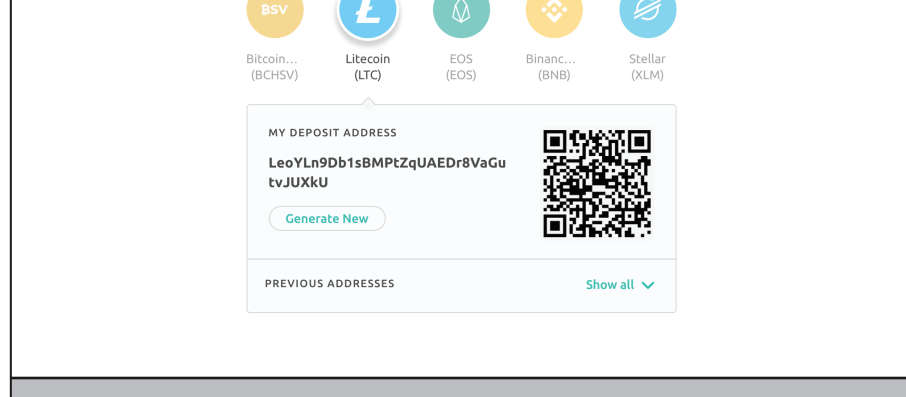 BSV
Bitcoin... Litecoin EOS Binanc... Stellar
(BCHSV) (LTC) (EOS) (BNB) (XLM)
MY DEPOSIT ADDRESS
LeoYLn9Db1sBMPtZqUAEDr8VaGu
tvJUXkU
Generate New
PREVIOUS ADDRESSES
Show all